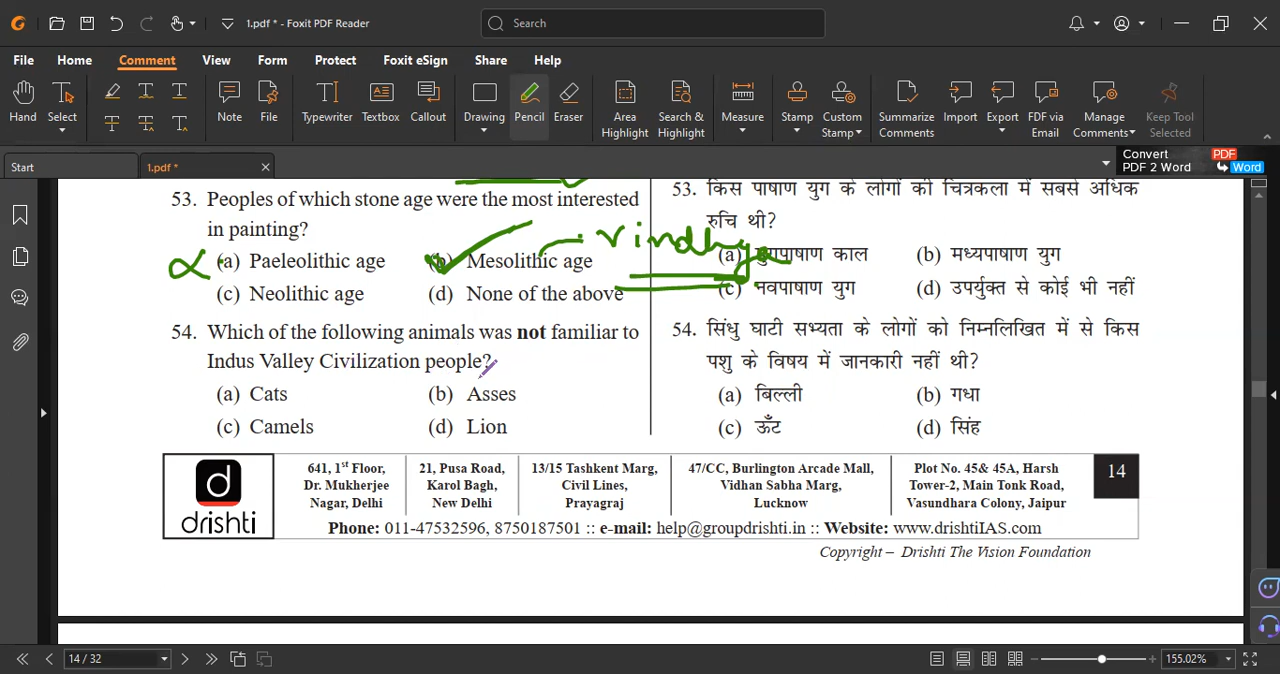 1.pdf * - Foxit PDF Reader
Search
File Home Comment View Form Protect Foxit eSign Share Help
Hand Select Note File Typewriter Textbox Callout Drawing Pencil Eraser Area Highlight Search & Highlight Measure Stamp Custom Stamp Summarize Comments Import Export FDF via Email Manage Comments Keep Tool Selected
Start 1.pdf *
Convert PDF
PDF 2 Word Word
53. Peoples of which stone age were the most interested
in painting?
(a) Paeleolithic age (b) Mesolithic age
(c) Neolithic age (d) None of the above
vindhya
54. Which of the following animals was not familiar to
Indus Valley Civilization people?
(a) Cats (b) Asses
(c) Camels (d) Lion
53. किस पाषाण युग के लोगों की चित्रकला में सबसे अधिक
रुचि थी?
(a) पुरापाषाण काल (b) मध्यपाषाण युग
(c) नवपाषाण युग (d) उपर्युक्त से कोई भी नहीं
54. सिंधु घाटी सभ्यता के लोगों को निम्नलिखित में से किस
पशु के विषय में जानकारी नहीं थी?
(a) बिल्ली (b) गधा
(c) ऊँट (d) सिंह
d
drishti
641, 1st Floor,
Dr. Mukherjee
Nagar, Delhi
21, Pusa Road,
Karol Bagh,
New Delhi
13/15 Tashkent Marg,
Civil Lines,
Prayagraj
47/CC, Burlington Arcade Mall,
Vidhan Sabha Marg,
Lucknow
Plot No. 45& 45A, Harsh
Tower-2, Main Tonk Road,
Vasundhara Colony, Jaipur
14
Phone: 011-47532596, 8750187501 :: e-mail: help@groupdrishti.in :: Website: www.drishtiIAS.com
Copyright – Drishti The Vision Foundation
14 / 32
155.02%